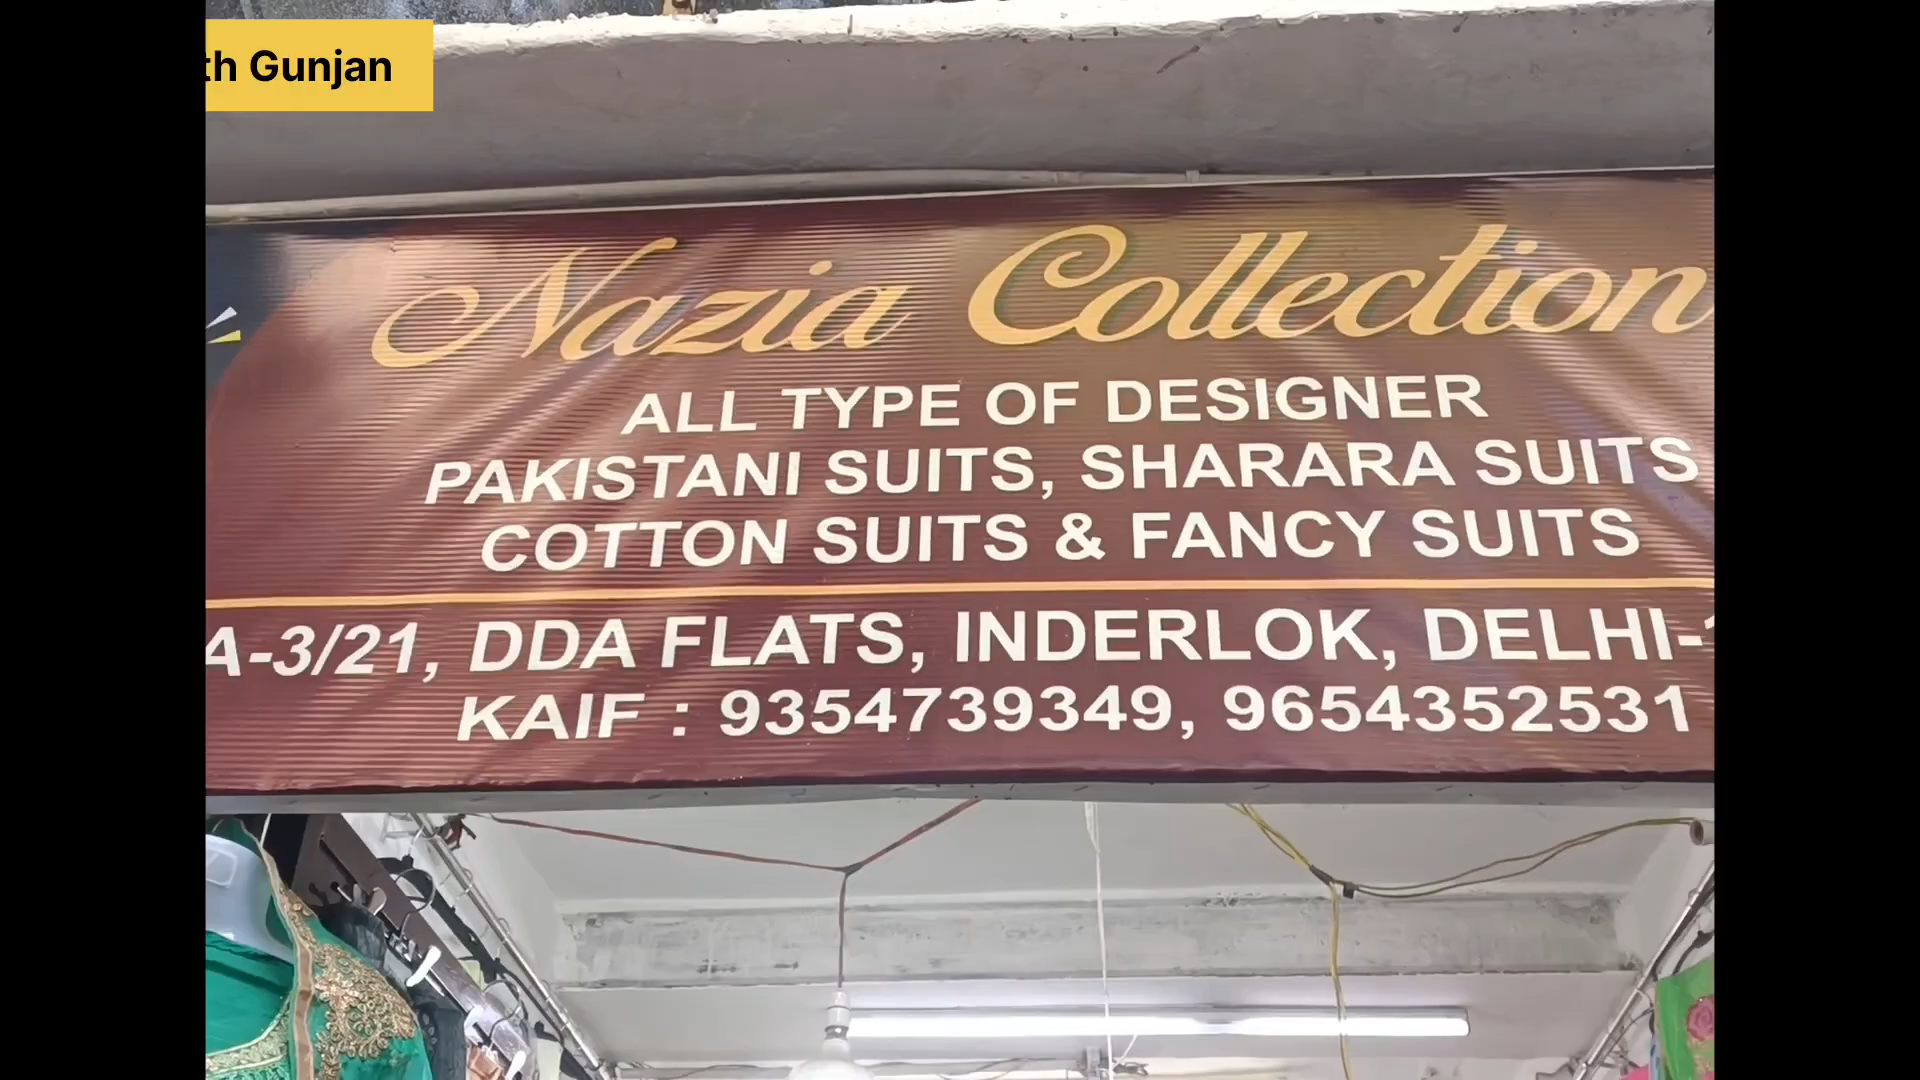 Gunjan
Nazia Collection
ALL TYPE OF DESIGNER
PAKISTANI SUITS, SHARARA SUITS
COTTON SUITS & FANCY SUITS
A-3/21, DDA FLATS, INDERLOK, DELHI-
KAIF : 9354739349, 9654352531